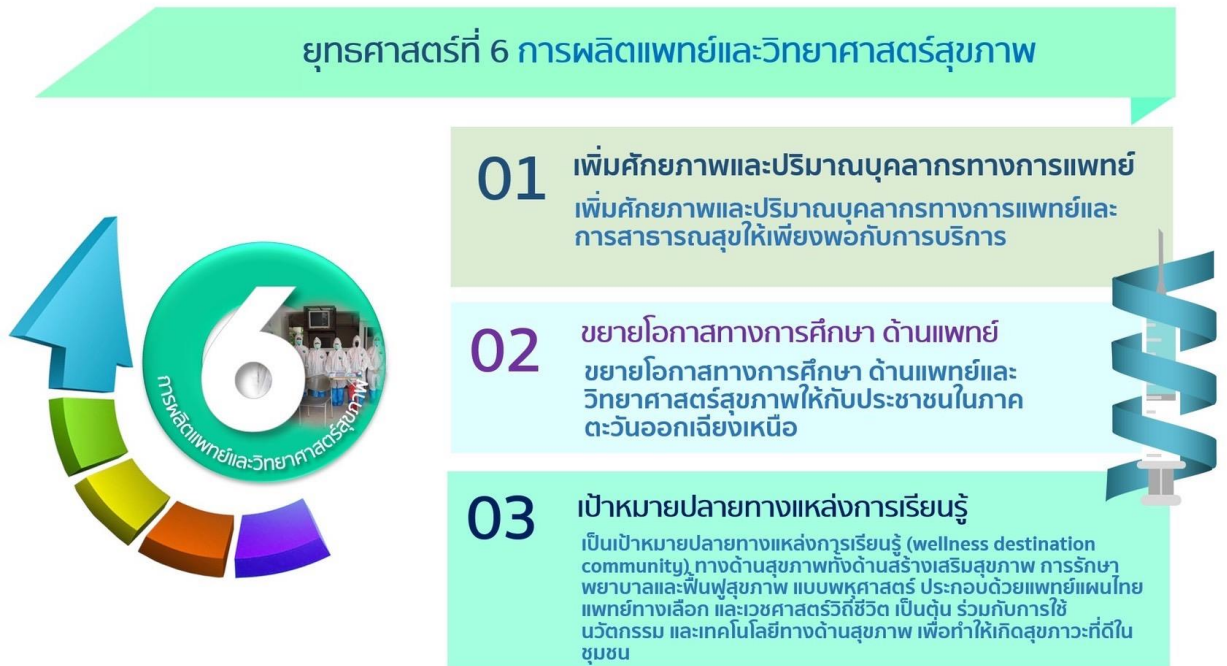 ยุทธศาสตร์ที่ 6 การผลิตแพทย์และวิทยาศาสตร์สุขภาพ
6
การผลิตแพทย์และวิทยาศาสตร์สุขภาพ
01
เพิ่มศักยภาพและปริมาณบุคลากรทางการแพทย์
เพิ่มศักยภาพและปริมาณบุคลากรทางการแพทย์และ
การสาธารณสุขให้เพียงพอกับการบริการ
02
ขยายโอกาสทางการศึกษา ด้านแพทย์
ขยายโอกาสทางการศึกษา ด้านแพทย์และ
วิทยาศาสตร์สุขภาพให้กับประชาชนในภาค
ตะวันออกเฉียงเหนือ
03
เป้าหมายปลายทางแหล่งการเรียนรู้
เป็นเป้าหมายปลายทางแหล่งการเรียนรู้ (wellness destination
community) ทางด้านสุขภาพทั้งด้านสร้างเสริมสุขภาพ การรักษา
พยาบาลและฟื้นฟูสุขภาพ แบบพหุศาสตร์ ประกอบด้วยแพทย์แผนไทย
แพทย์ทางเลือก และเวชศาสตร์วิถีชีวิต เป็นต้น ร่วมกับการใช้
นวัตกรรม และเทคโนโลยีทางด้านสุขภาพ เพื่อทำให้เกิดสุขภาวะที่ดีใน
ชุมชน